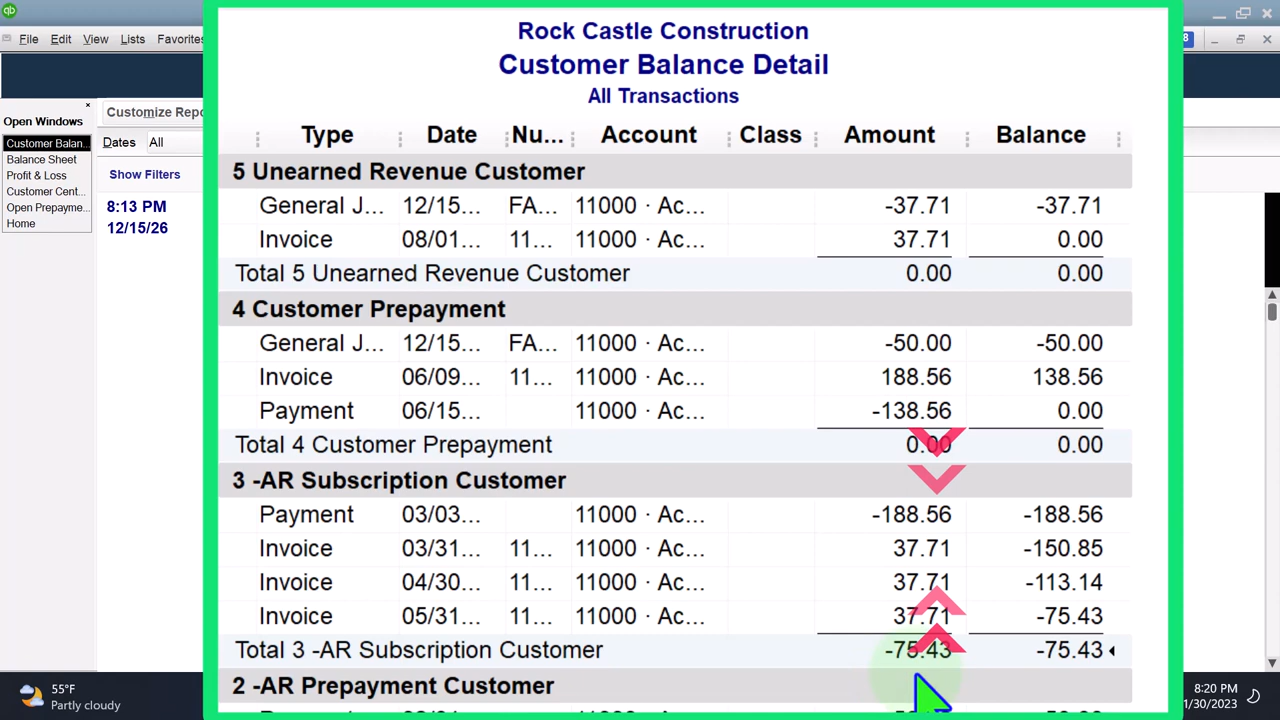 qb
File Edit View Lists Favorites
8
Customize Repo
Open Windows
Customer Balan...
Balance Sheet
Profit & Loss
Customer Cent...
Open Prepayme...
Home
Dates All
Show Filters
8:13 PM
12/15/26
Rock Castle Construction
Customer Balance Detail
All Transactions
Type Date Nu... Account Class Amount Balance
5 Unearned Revenue Customer
General J... 12/15... FA... 11000 · Ac... -37.71 -37.71
Invoice 08/01... 11... 11000 · Ac... 37.71 0.00
Total 5 Unearned Revenue Customer 0.00 0.00
4 Customer Prepayment
General J... 12/15... FA... 11000 · Ac... -50.00 -50.00
Invoice 06/09... 11... 11000 · Ac... 188.56 138.56
Payment 06/15... 11000 · Ac... -138.56 0.00
Total 4 Customer Prepayment 0.00 0.00
3 -AR Subscription Customer
Payment 03/03... 11000 · Ac... -188.56 -188.56
Invoice 03/31... 11... 11000 · Ac... 37.71 -150.85
Invoice 04/30... 11... 11000 · Ac... 37.71 -113.14
Invoice 05/31... 11... 11000 · Ac... 37.71 -75.43
Total 3 -AR Subscription Customer -75.43 -75.43
2 -AR Prepayment Customer
55°F
Partly cloudy
8:20 PM
1/30/2023